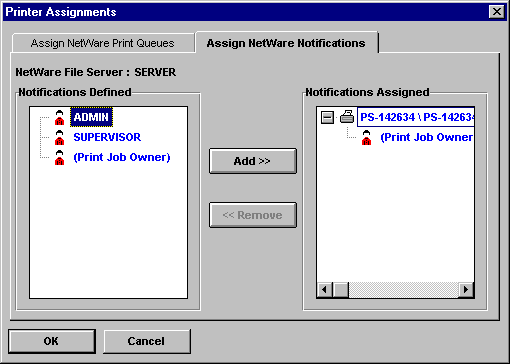 Printer Assignments
Assign NetWare Print Queues
Assign NetWare Notifications
NetWare File Server : SERVER
Notifications Defined
ADMIN
SUPERVISOR
(Print Job Owner)
Add >>
<< Remove
Notifications Assigned
PS-142634 \ PS-142634
(Print Job Owner
OK
Cancel